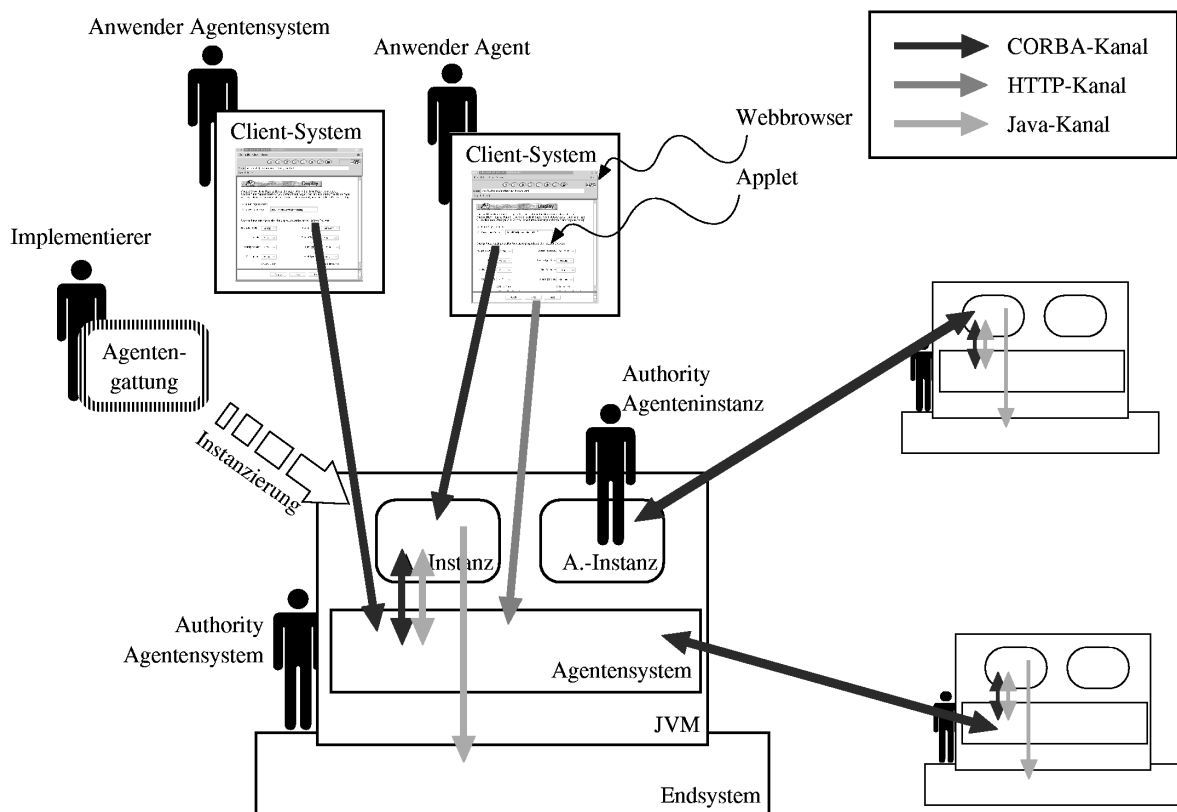 Anwender Agentensystem
Anwender Agent
CORBA-Kanal
HTTP-Kanal
Java-Kanal
Webbrowser
Applet
Client-System
Client-System
Implementierer
Agenten-
gattung
Instanzierung
Authority
Agenteninstanz
A.-Instanz
A.-Instanz
Authority
Agentensystem
Agentensystem
JVM
Endsystem